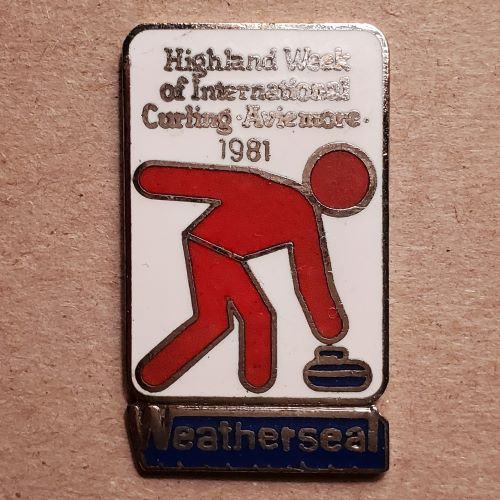 Highland Week
of International
Curling · Aviemore ·
1981
Weatherseal